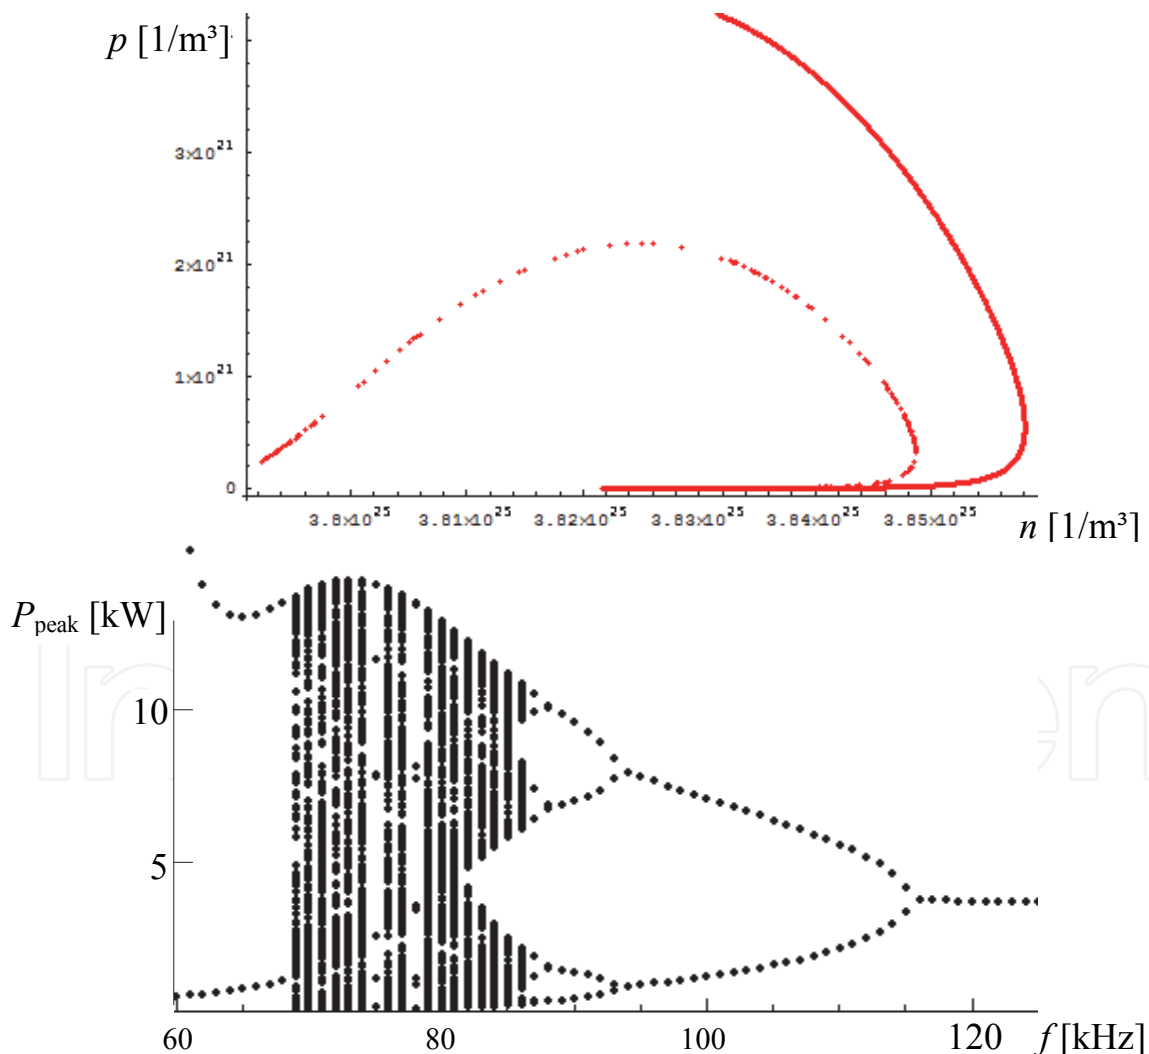 p [1/m³]
3×10²¹
2×10²¹
1×10²¹
0
3.8×10²⁵ 3.81×10²⁵ 3.82×10²⁵ 3.83×10²⁵ 3.84×10²⁵ 3.85×10²⁵
n [1/m³]
P_peak [kW]
10
5
60 80 100 120 f [kHz]
In en